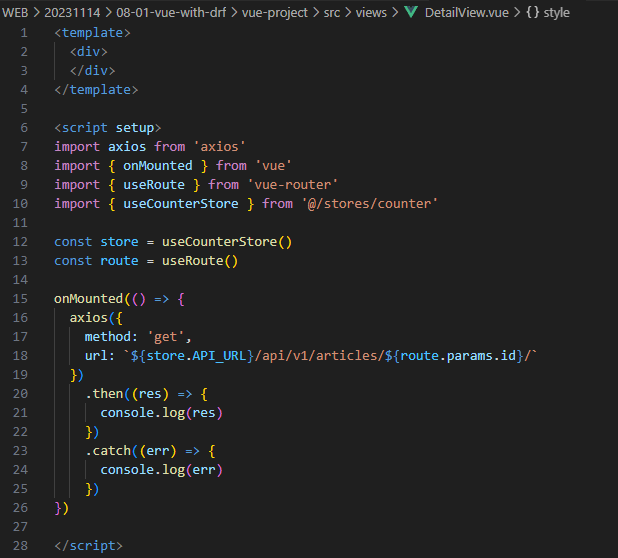 WEB > 20231114 > 08-01-vue-with-drf > vue-project > src > views > DetailView.vue > {} style
1 <template>
2   <div>
3   </div>
4 </template>
5
6 <script setup>
7 import axios from 'axios'
8 import { onMounted } from 'vue'
9 import { useRoute } from 'vue-router'
10 import { useCounterStore } from '@/stores/counter'
11
12 const store = useCounterStore()
13 const route = useRoute()
14
15 onMounted(() => {
16   axios({
17     method: 'get',
18     url: `${store.API_URL}/api/v1/articles/${route.params.id}/`
19   })
20     .then((res) => {
21       console.log(res)
22     })
23     .catch((err) => {
24       console.log(err)
25     })
26 })
27
28 </script>